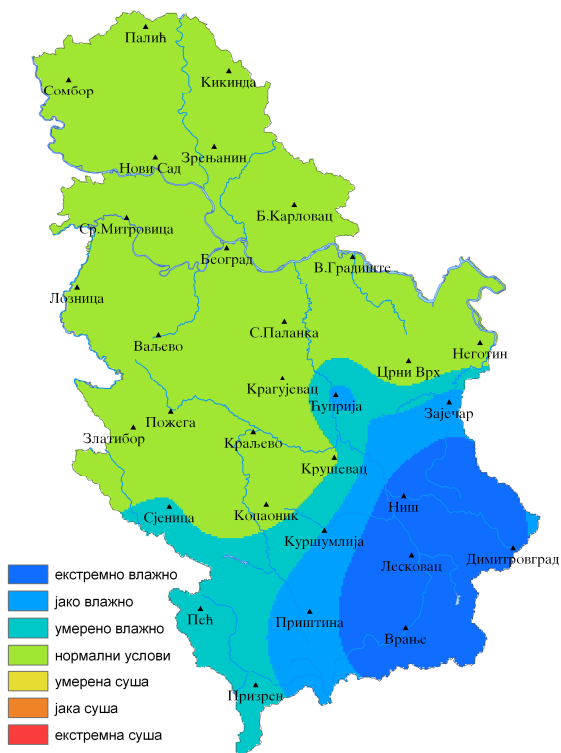 Палић
Кикинда
Сомбор
Зрењанин
Нови Сад
Б.Карловац
Ср.Митровица
Београд
В.Градиште
Лозница
С.Паланка
Ваљево
Неготин
Црни Врх
Крагујевац
Ћуприја
Зајечар
Пожега
Златибор
Краљево
Крушевац
Ниш
Сјеница
Копаоник
Куршумлија
Димитровград
Лесковац
Пећ
Приштина
Врање
Призрен
екстремно влажно
јако влажно
умерено влажно
нормални услови
умерена суша
јака суша
екстремна суша